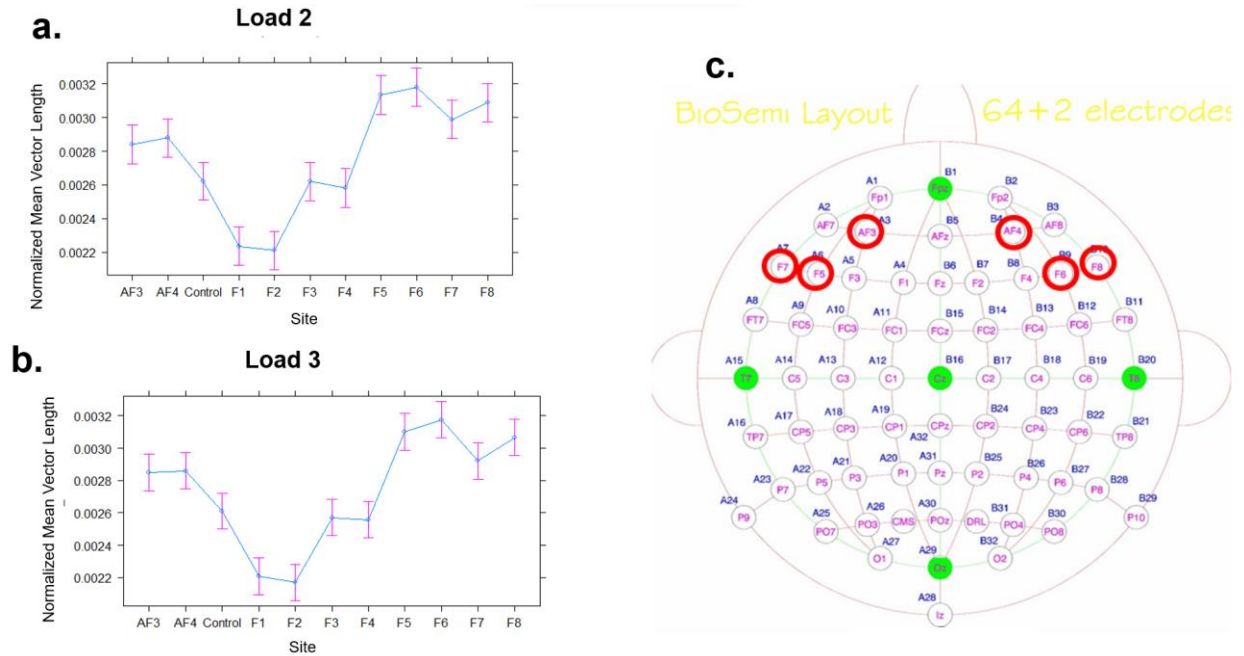 a.
Load 2
Normalized Mean Vector Length
0.0032
0.0030
0.0028
0.0026
0.0024
0.0022
AF3 AF4 Control F1 F2 F3 F4 F5 F6 F7 F8
Site
b.
Load 3
Normalized Mean Vector Length
0.0032
0.0030
0.0028
0.0026
0.0024
0.0022
AF3 AF4 Control F1 F2 F3 F4 F5 F6 F7 F8
Site
c.
BioSemi Layout 64+2 electrodes
A1 B1 B2
Fp1 Fpz Fp2
A2 A3 B5 B4 B3
AF7 AF3 AFz AF4 AF8
A7 A6 A5 A4 B6 B7 B8 B9 B10
F7 F5 F3 F1 Fz F2 F4 F6 F8
A8 A9 A10 A11 B15 B14 B13 B12 B11
FT7 FC5 FC3 FC1 FCz FC2 FC4 FC6 FT8
A15 A14 A13 A12 B16 B17 B18 B19 B20
T7 C5 C3 C1 Cz C2 C4 C6 T8
A16 A17 A18 A19 A32 B24 B23 B22 B21
TP7 CP5 CP3 CP1 CPz CP2 CP4 CP6 TP8
A24 A23 A22 A21 A20 A31 B25 B26 B27 B28 B29
P9 P7 P5 P3 P1 Pz P2 P4 P6 P8 P10
A25 A26 A30 B31 B30
PO7 PO3 CMS POz DRL PO4 PO8
A27 A29 B32
O1 Oz O2
A28
Iz